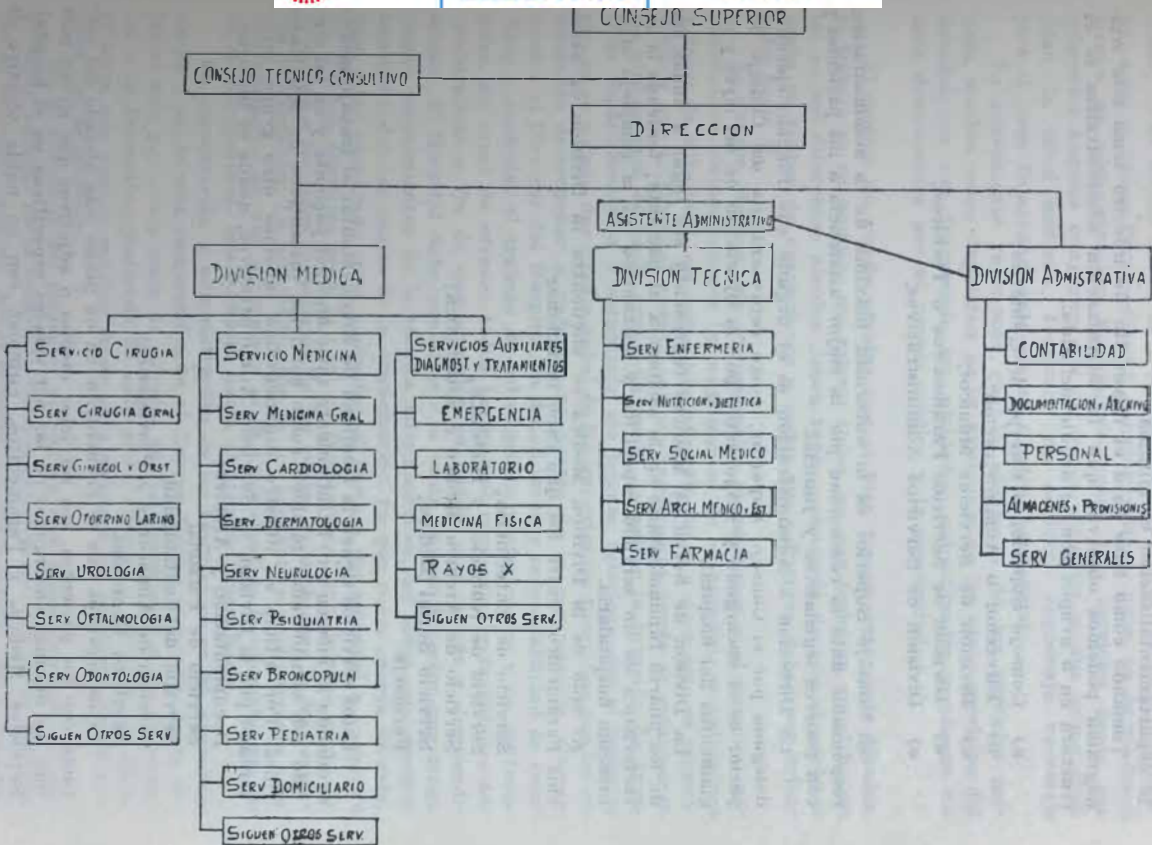 CONSEJO SUPERIOR
CONSEJO TECNICO CONSULTIVO
DIRECCION
ASISTENTE ADMINISTRATIVO
DIVISION MEDICA
DIVISION TECNICA
DIVISION ADMISTRATIVA
SERVICIO CIRUGIA
SERV CIRUGIA GRAL
SERV GINECOL Y OBST
SERV OTORRINO LARING
SERV UROLOGIA
SERV OFTALMOLOGIA
SERV ODONTOLOGIA
SIGUEN OTROS SERV
SERVICIO MEDICINA
SERV MEDICINA GRAL
SERV CARDIOLOGIA
SERV DERMATOLOGIA
SERV NEUROLOGIA
SERV PSIQUIATRIA
SERV BRONCOPULM
SERV PEDIATRIA
SERV DOMICILIARIO
SIGUEN OTROS SERV.
SERVICIOS AUXILIARES
DIAGNOST Y TRATAMIENTOS
EMERGENCIA
LABORATORIO
MEDICINA FISICA
RAYOS X
SIGUEN OTROS SERV.
SERV ENFERMERIA
SERV NUTRICION Y DIETETICA
SERV SOCIAL MEDICO
SERV ARCH MEDICO Y EST
SERV FARMACIA
CONTABILIDAD
DOCUMENTACION Y ARCHIVO
PERSONAL
ALMACENES Y PROVISIONES
SERV GENERALES